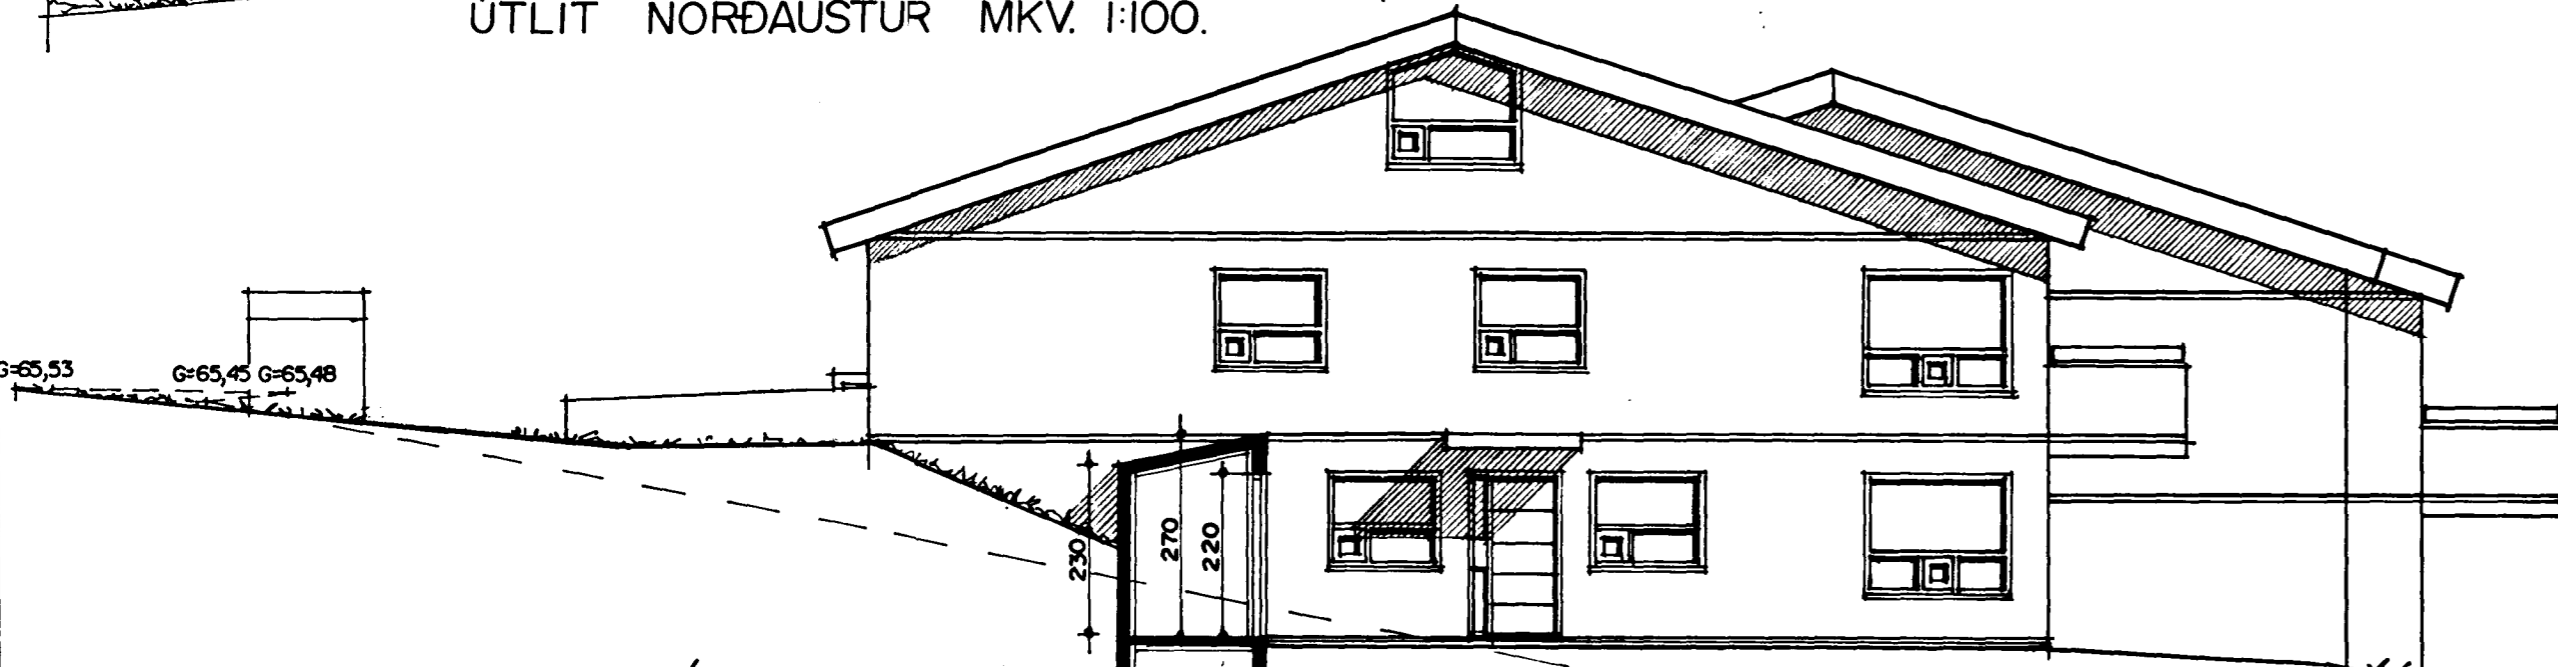 ÚTLIT NORÐAUSTUR MKV. 1:100.
G=65,53
G=65,45 G=65,48
230
270
220